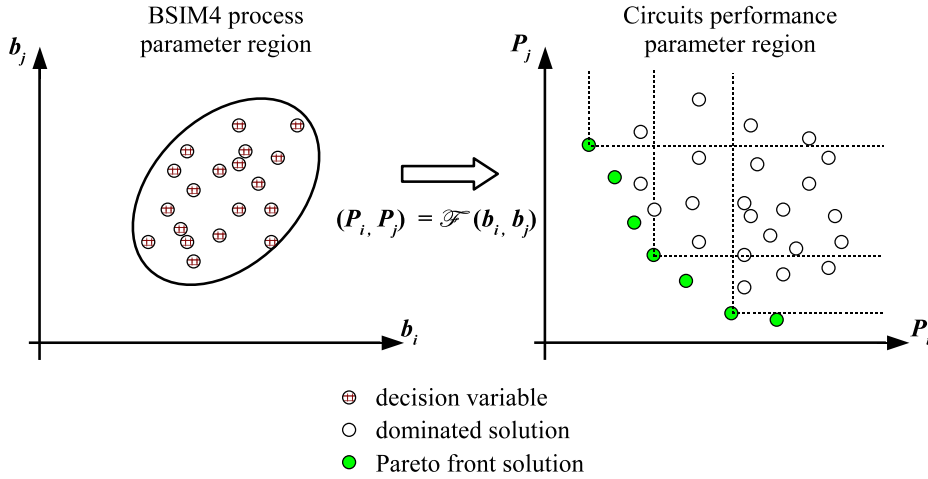 BSIM4 process
parameter region
Circuits performance
parameter region
b_j
P_j
(P_i, P_j) = ℱ (b_i, b_j)
b_i
P_i
decision variable
dominated solution
Pareto front solution